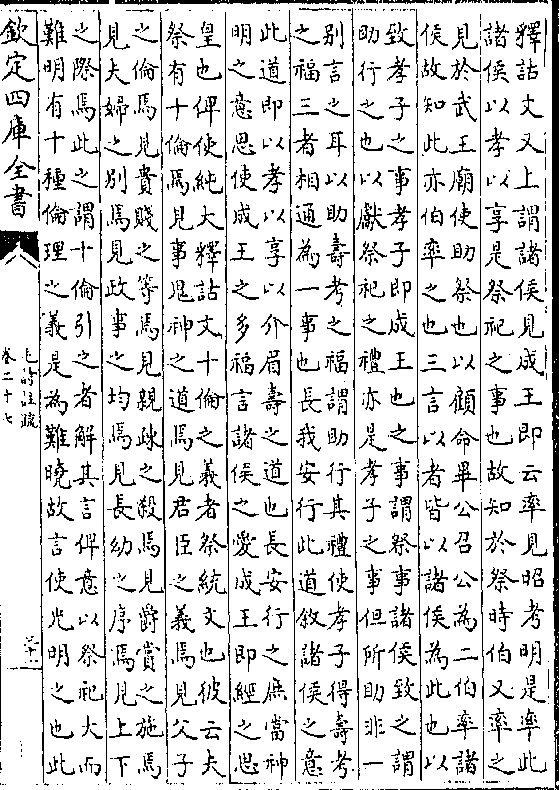 釋詁文又上謂諸侯見成王即云率見昭考明是率此
諸侯以孝以享是祭祀之事也故知於祭時伯又率之
見於武王廟使助祭也以顧命畢公召公為二伯率諸
侯故知此亦伯率之也三言以者皆以諸侯為此也以
致孝子之事孝子即成王也之事謂祭事諸侯致之謂
助行之也以獻祭祀之禮亦是孝子之事但所助非一
别言之耳以助壽考之福謂助行其禮使孝子得壽考
之福三者相通為一事也長我安行此道敘諸侯之意
此道即以孝以享以介眉壽之道也長安行之庶當神
明之意思使成王之多福言諸侯之愛成王即經之思
皇也俾使純大釋詁文十倫之義者祭統文也彼云夫
祭有十倫焉見事鬼神之道焉見君臣之義焉見父子
之倫焉見貴賤之等焉見親疎之殺焉見爵賞之施焉
見夫婦之别焉見政事之均焉見長幼之序焉見上下
之際焉此之謂十倫引之者解其言俾意以祭祀大而
難明有十種倫理之義是為難曉故言使光明之也此
欽定四庫全書
毛詩注疏
卷二十七